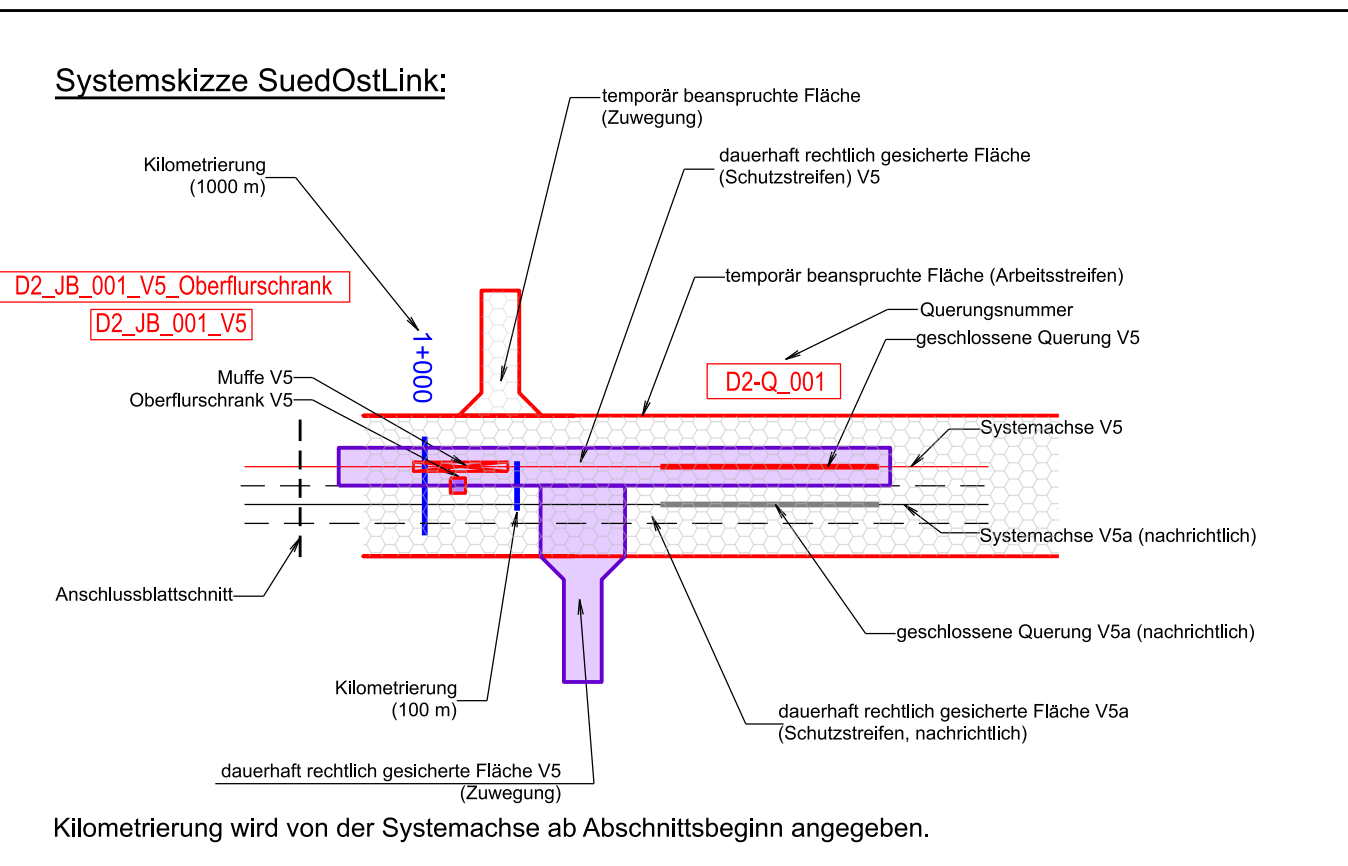 Systemskizze SuedOstLink:
temporär beanspruchte Fläche
(Zuwegung)
Kilometrierung
(1000 m)
dauerhaft rechtlich gesicherte Fläche
(Schutzstreifen) V5
D2_JB_001_V5_Oberflurschrank
D2_JB_001_V5
temporär beanspruchte Fläche (Arbeitsstreifen)
Querungsnummer
geschlossene Querung V5
1+000
D2-Q_001
Muffe V5
Oberflurschrank V5
Systemachse V5
Systemachse V5a (nachrichtlich)
Anschlussblattschnitt
geschlossene Querung V5a (nachrichtlich)
Kilometrierung
(100 m)
dauerhaft rechtlich gesicherte Fläche V5a
(Schutzstreifen, nachrichtlich)
dauerhaft rechtlich gesicherte Fläche V5
(Zuwegung)
Kilometrierung wird von der Systemachse ab Abschnittsbeginn angegeben.